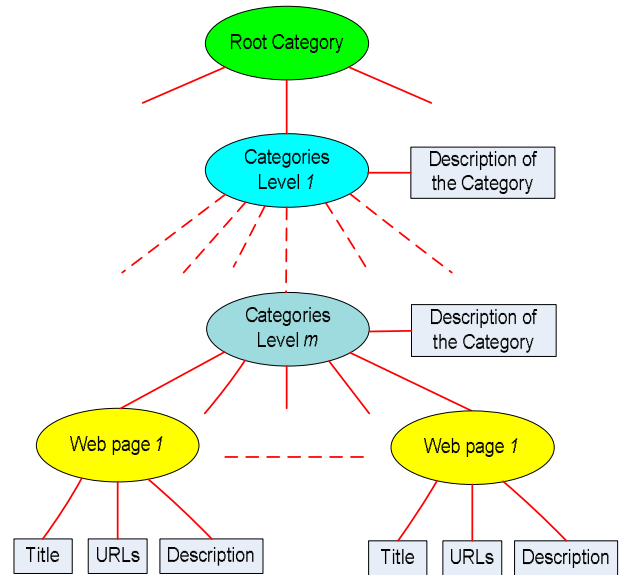 Root Category
Categories
Level 1
Description of
the Category
Categories
Level m
Description of
the Category
Web page 1
Web page 1
Title
URLs
Description
Title
URLs
Description